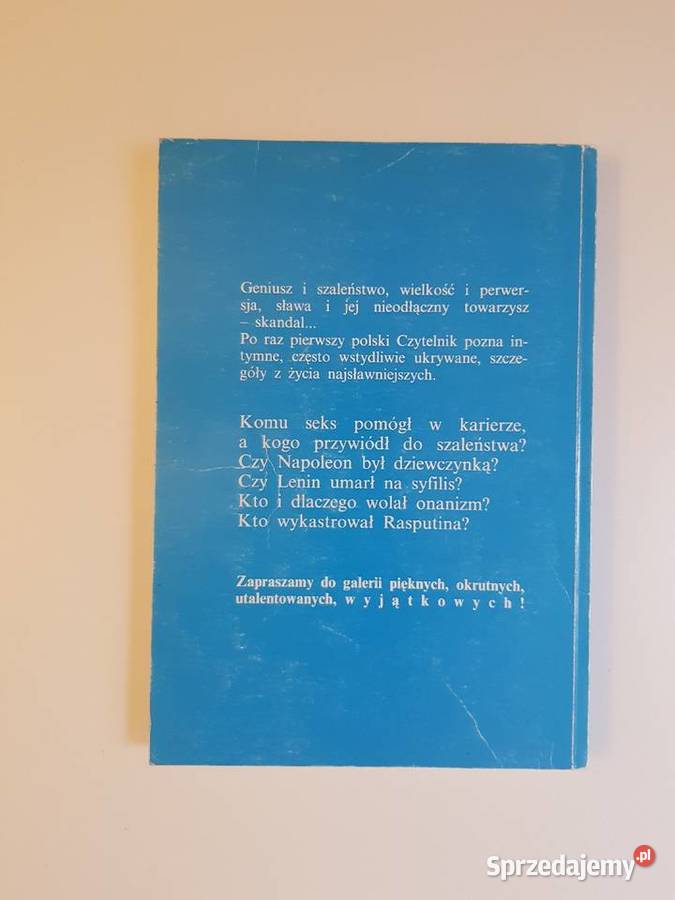 Geniusz i szaleństwo, wielkość i perwer-
sja, sława i jej nieodłączny towarzysz
– skandal...
Po raz pierwszy polski Czytelnik pozna in-
tymne, często wstydliwie ukrywane, szcze-
góły z życia najsławniejszych.
Komu seks pomógł w karierze,
a kogo przywiódł do szaleństwa?
Czy Napoleon był dziewczynką?
Czy Lenin umarł na syfilis?
Kto i dlaczego wolał onanizm?
Kto wykastrował Rasputina?
Zapraszamy do galerii pięknych, okrutnych,
utalentowanych, w y j ą t k o w y c h !
Sprzedajemy.pl